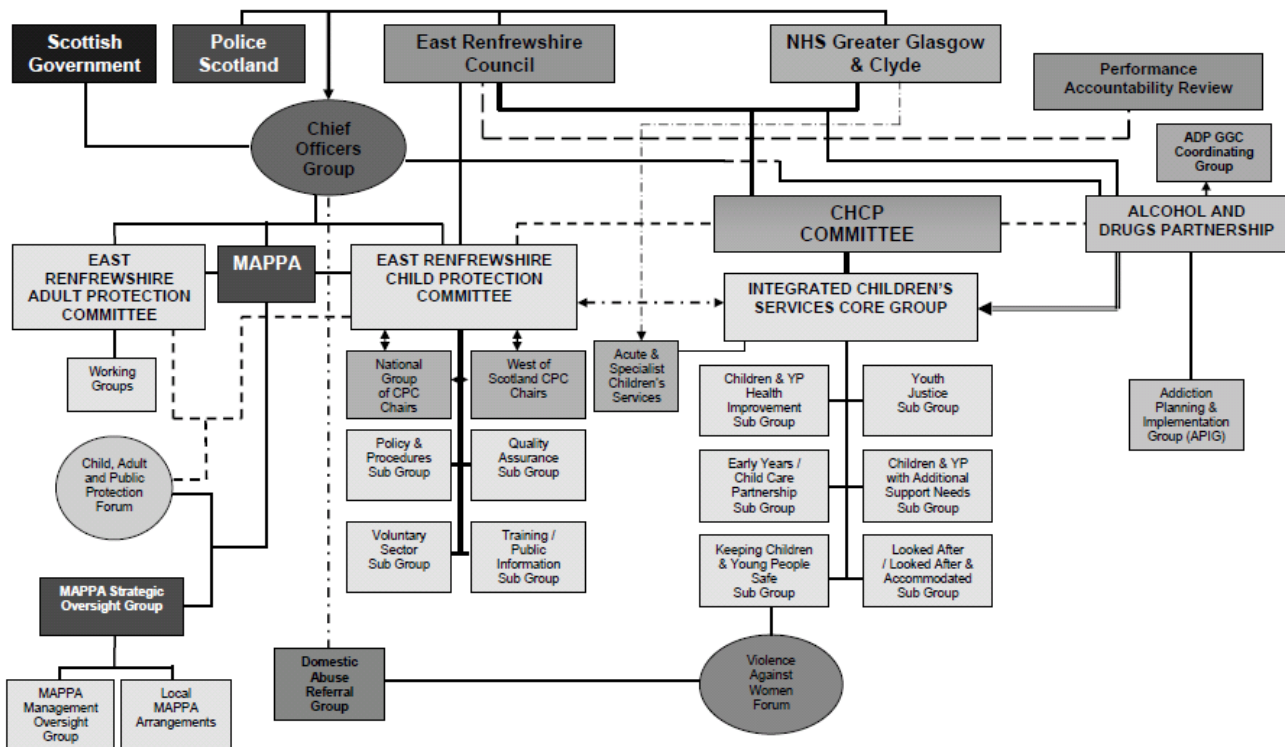 Scottish
Government
Police
Scotland
East Renfrewshire
Council
NHS Greater Glasgow
& Clyde
Performance
Accountability Review
Chief
Officers
Group
ADP GGC
Coordinating
Group
EAST
RENFREWSHIRE
ADULT PROTECTION
COMMITTEE
MAPPA
EAST RENFREWSHIRE
CHILD PROTECTION
COMMITTEE
CHCP
COMMITTEE
ALCOHOL AND
DRUGS PARTNERSHIP
INTEGRATED CHILDREN'S
SERVICES CORE GROUP
Working
Groups
National
Group
of CPC
Chairs
West of
Scotland CPC
Chairs
Acute &
Specialist
Children's
Services
Children & YP
Health
Improvement
Sub Group
Youth
Justice
Sub Group
Addiction
Planning &
Implementation
Group (APIG)
Child, Adult
and Public
Protection
Forum
Policy &
Procedures
Sub Group
Quality
Assurance
Sub Group
Early Years /
Child Care
Partnership
Sub Group
Children & YP
with Additional
Support Needs
Sub Group
Voluntary
Sector
Sub Group
Training /
Public
Information
Sub Group
Keeping Children
& Young People
Safe
Sub Group
Looked After
/ Looked After &
Accommodated
Sub Group
MAPPA Strategic
Oversight Group
Domestic
Abuse
Referral
Group
Violence
Against
Women
Forum
MAPPA
Management
Oversight
Group
Local
MAPPA
Arrangements